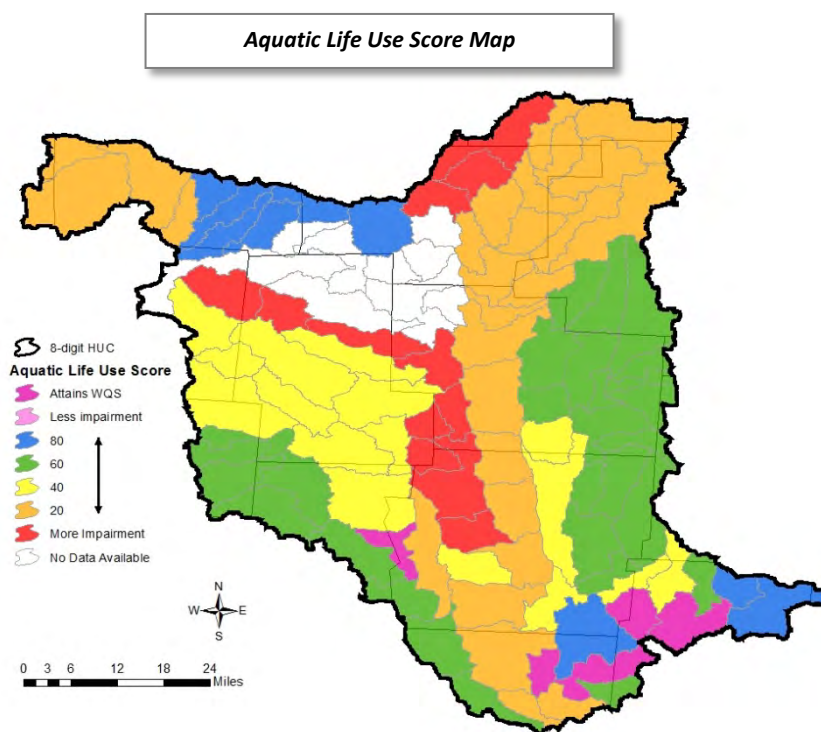 Aquatic Life Use Score Map
8-digit HUC
Aquatic Life Use Score
Attains WQS
Less impairment
80
60
40
20
More Impairment
No Data Available
N
W E
S
0 3 6 12 18 24
Miles